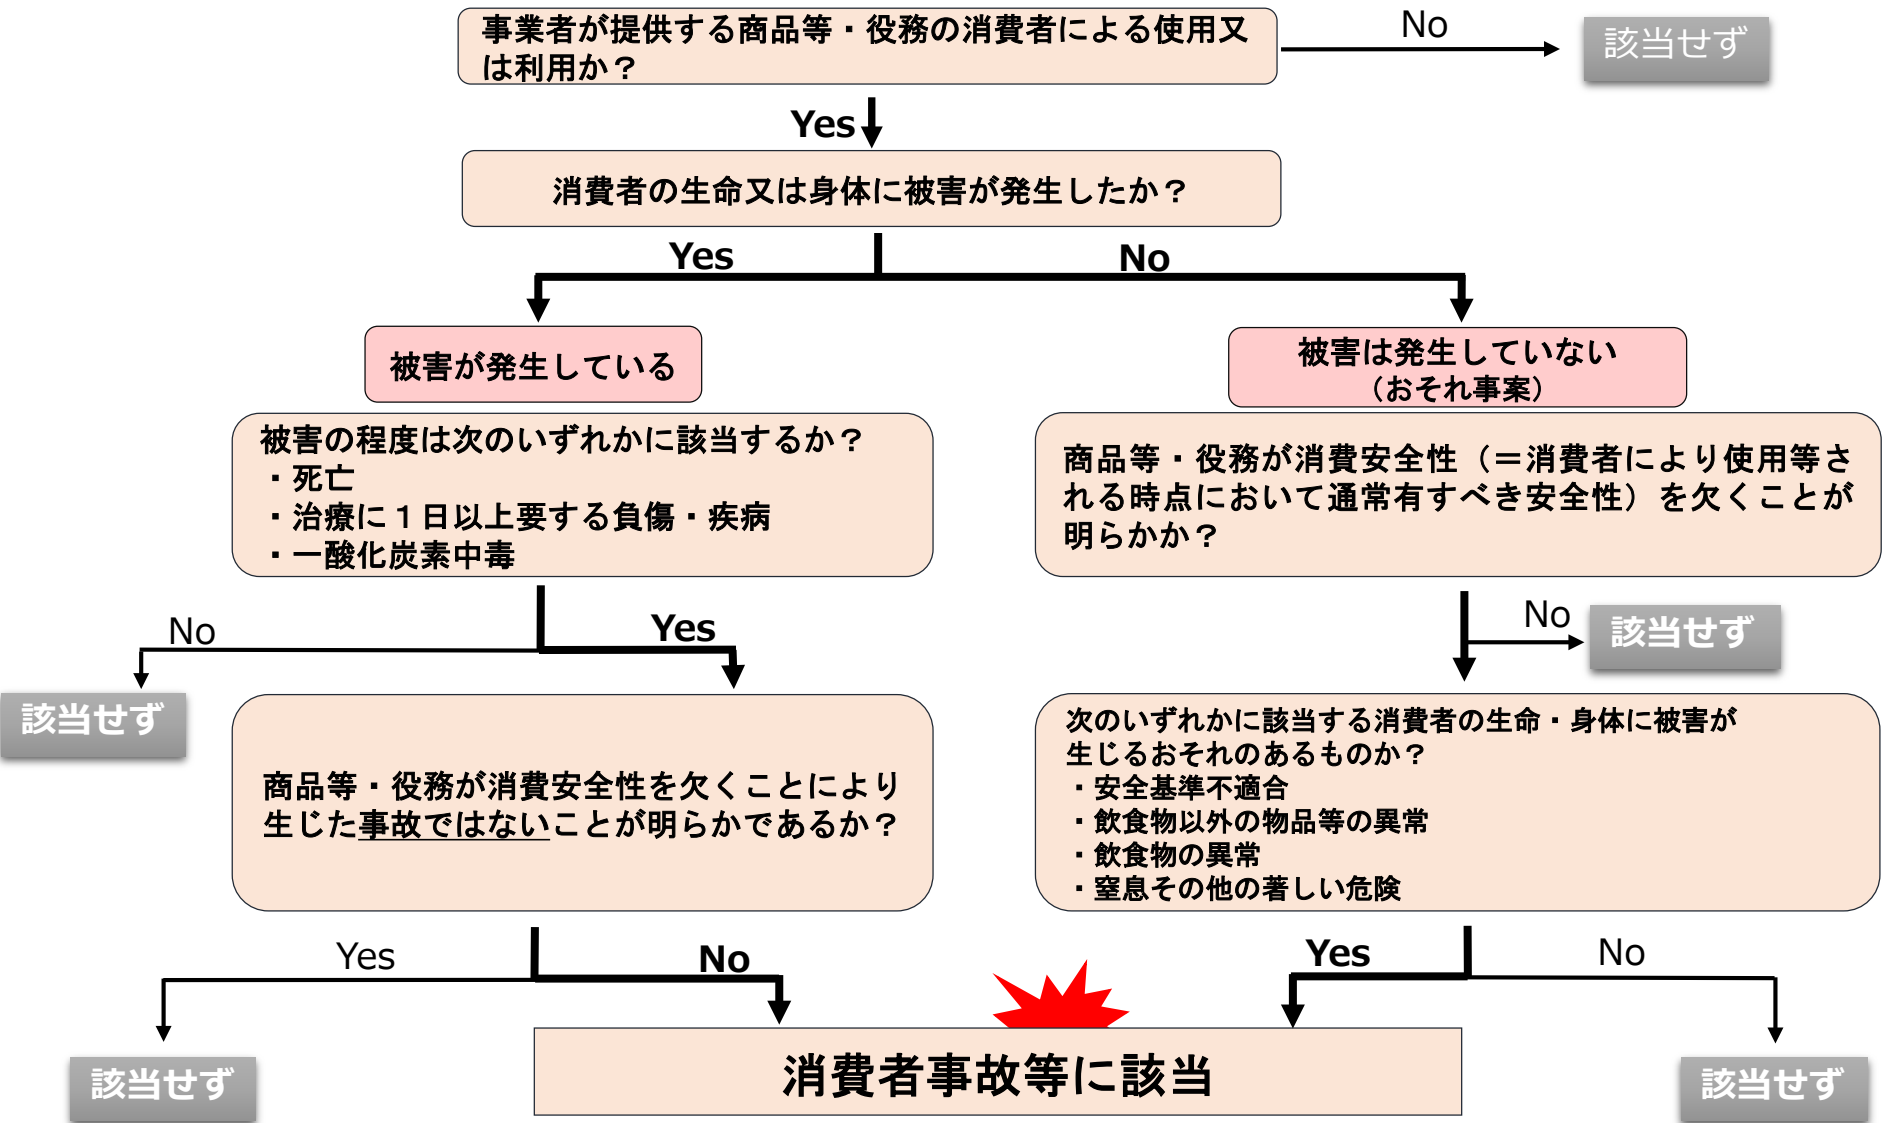 事業者が提供する商品等・役務の消費者による使用又
は利用か？
No
該当せず
Yes
消費者の生命又は身体に被害が発生したか？
Yes
No
被害が発生している
被害は発生していない
（おそれ事案）
被害の程度は次のいずれかに該当するか？
・死亡
・治療に１日以上要する負傷・疾病
・一酸化炭素中毒
商品等・役務が消費安全性（＝消費者により使用等さ
れる時点において通常有すべき安全性）を欠くことが
明らかか？
No
Yes
No
該当せず
該当せず
商品等・役務が消費安全性を欠くことにより
生じた事故ではないことが明らかであるか？
次のいずれかに該当する消費者の生命・身体に被害が
生じるおそれのあるものか？
・安全基準不適合
・飲食物以外の物品等の異常
・飲食物の異常
・窒息その他の著しい危険
Yes
No
Yes
No
該当せず
消費者事故等に該当
該当せず